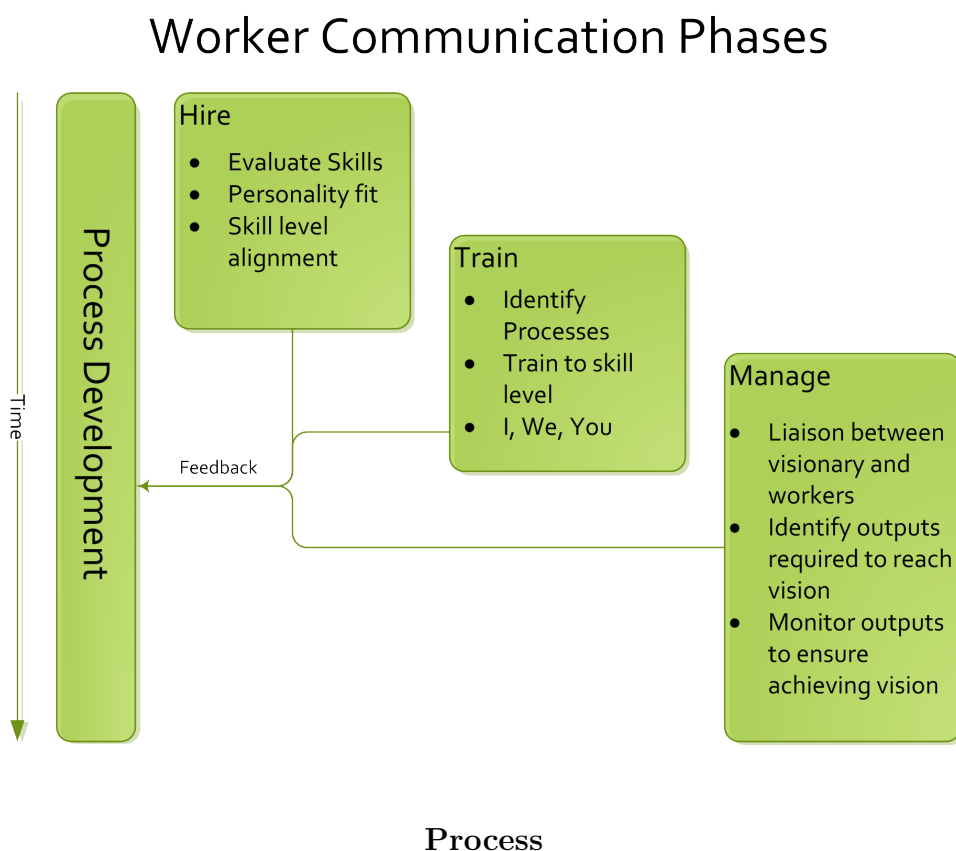 Worker Communication Phases
Time
Process Development
Hire
• Evaluate Skills
• Personality fit
• Skill level
alignment
Train
• Identify
Processes
• Train to skill
level
• I, We, You
Manage
• Liaison between
visionary and
workers
• Identify outputs
required to reach
vision
• Monitor outputs
to ensure
achieving vision
Feedback
Process